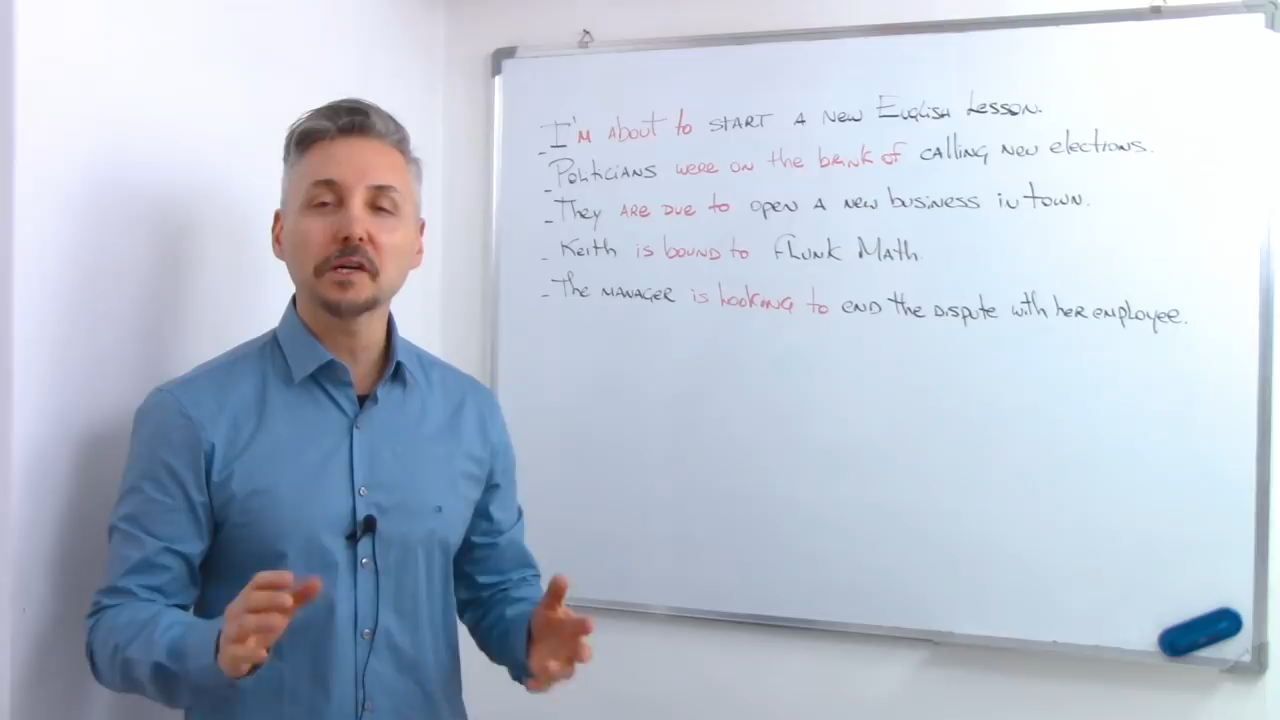 - I'm about to START A NEW English Lesson.
- Politicians were on the brink of calling new elections.
- They ARE DUE to open A new business in town.
- Keith is bound to flunk Math.
- The MANAGER is looking to END the dispute with her employee.